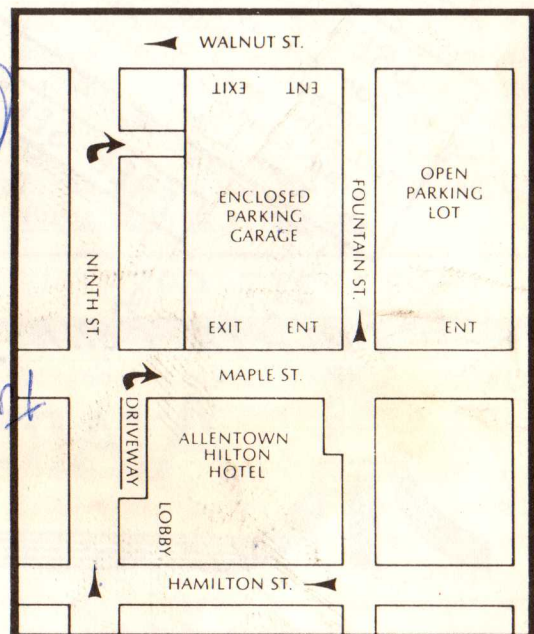 WALNUT ST.
EXIT ENT
ENCLOSED
PARKING
GARAGE
FOUNTAIN ST.
OPEN
PARKING
LOT
NINTH ST.
EXIT ENT
ENT
MAPLE ST.
DRIVEWAY
ALLENTOWN
HILTON
HOTEL
LOBBY
HAMILTON ST.